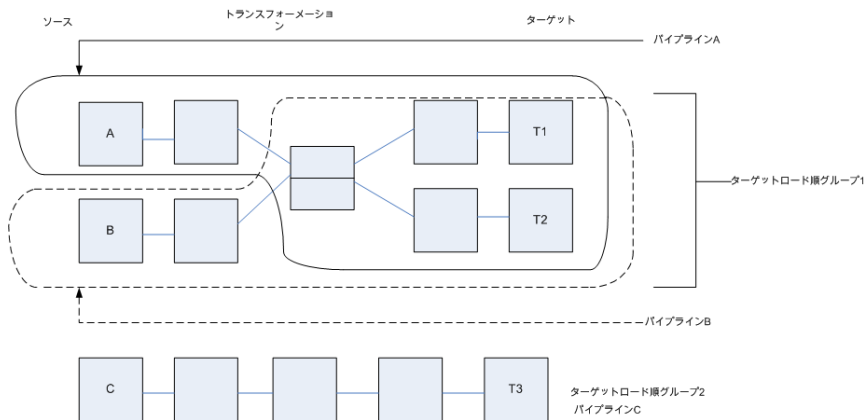 ソース
トランスフォーメーショ
ン
ターゲット
パイプラインA
A
T1
ターゲットロード順グループ1
B
T2
パイプラインB
C
T3
ターゲットロード順グループ2
パイプラインC